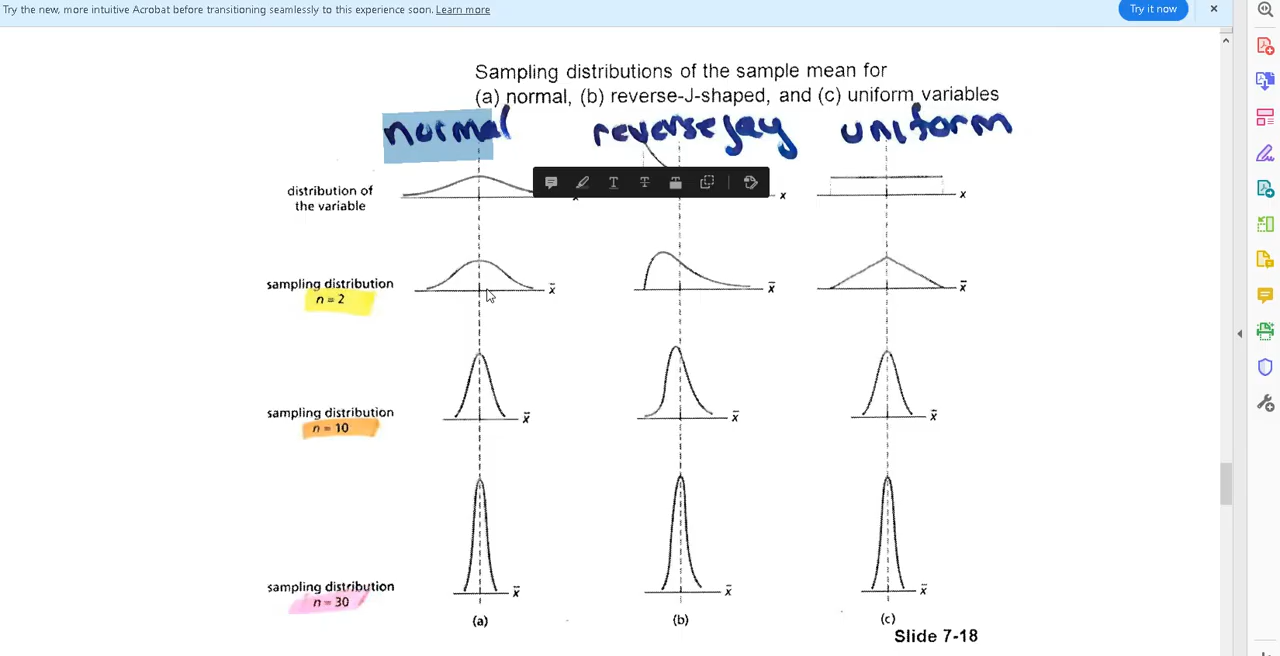 Try the new, more intuitive Acrobat before transitioning seamlessly to this experience soon. Learn more
Try it now
Sampling distributions of the sample mean for
(a) normal, (b) reverse-J-shaped, and (c) uniform variables
normal reverse jay uniform
distribution of
the variable
x x x
sampling distribution
n = 2
x̄ x̄ x̄
sampling distribution
n = 10
x̄ x̄ x̄
sampling distribution
n = 30
x̄ x̄ x̄
(a) (b) (c)
Slide 7-18